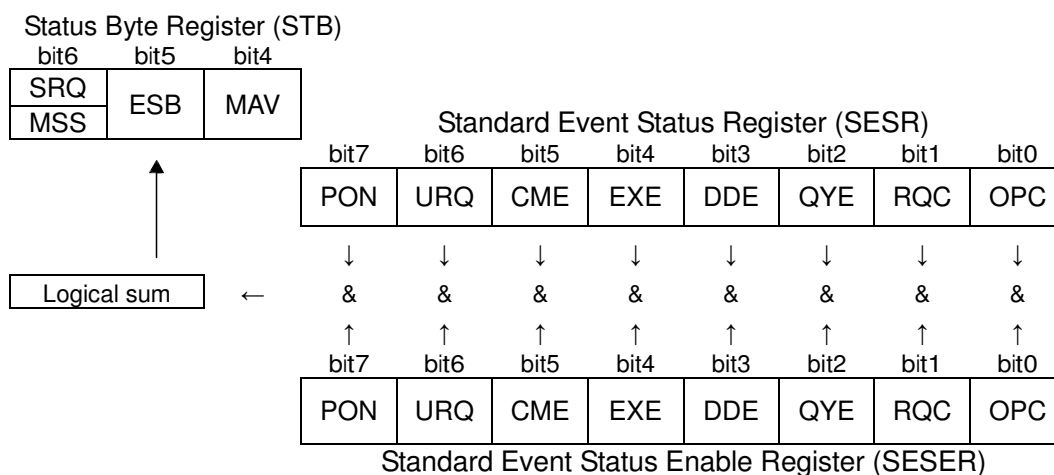 Status Byte Register (STB)
bit6 bit5 bit4
SRQ
MSS
ESB MAV
Standard Event Status Register (SESR)
bit7 bit6 bit5 bit4 bit3 bit2 bit1 bit0
PON URQ CME EXE DDE QYE RQC OPC
↓ ↓ ↓ ↓ ↓ ↓ ↓ ↓
Logical sum ← & & & & & & & &
↑ ↑ ↑ ↑ ↑ ↑ ↑ ↑
bit7 bit6 bit5 bit4 bit3 bit2 bit1 bit0
PON URQ CME EXE DDE QYE RQC OPC
Standard Event Status Enable Register (SESER)